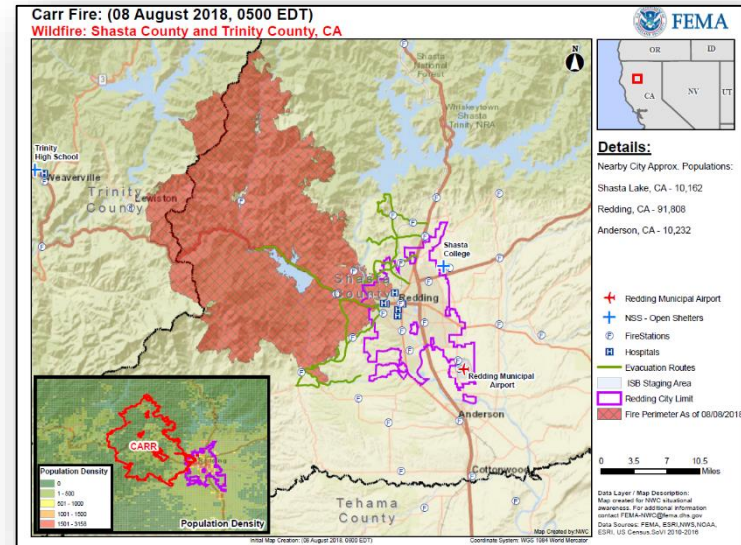 Carr Fire: (08 August 2018, 0500 EDT)
Wildfire: Shasta County and Trinity County, CA
FEMA
OR
ID
CA
NV
UT
N
Shasta
National
Forest
Whiskeytown
Shasta
Trinity NRA
Trinity
High School
Weaverville
Trinity
County
Lewiston
Shasta
College
Shasta
County
Redding
Redding Municipal
Airport
Anderson
Cottonwood
Tehama
County
Details:
Nearby City Approx. Populations:
Shasta Lake, CA - 10,162
Redding, CA - 91,808
Anderson, CA - 10,232
Redding Municipal Airport
NSS - Open Shelters
FireStations
Hospitals
Evacuation Routes
ISB Staging Area
Redding City Limit
Fire Perimeter As of 08/08/2018
0 3.5 7 10.5
Miles
CARR
Population Density
0
1 - 500
501 - 1000
1001 - 1500
1501 - 3158
Population Density
Data Layer / Map Description:
Map created for NWC situational
awareness. For additional information
contact FEMA-NWC@fema.dhs.gov
Data Sources: FEMA, ESRI,NWS,NOAA,
ESRI, US Census,SoVI 2010-2016
Map Created by:NWC
Initial Map Creation: (08 August 2018, 0800 EDT)
Coordinate System: WGS 1984 World Mercator